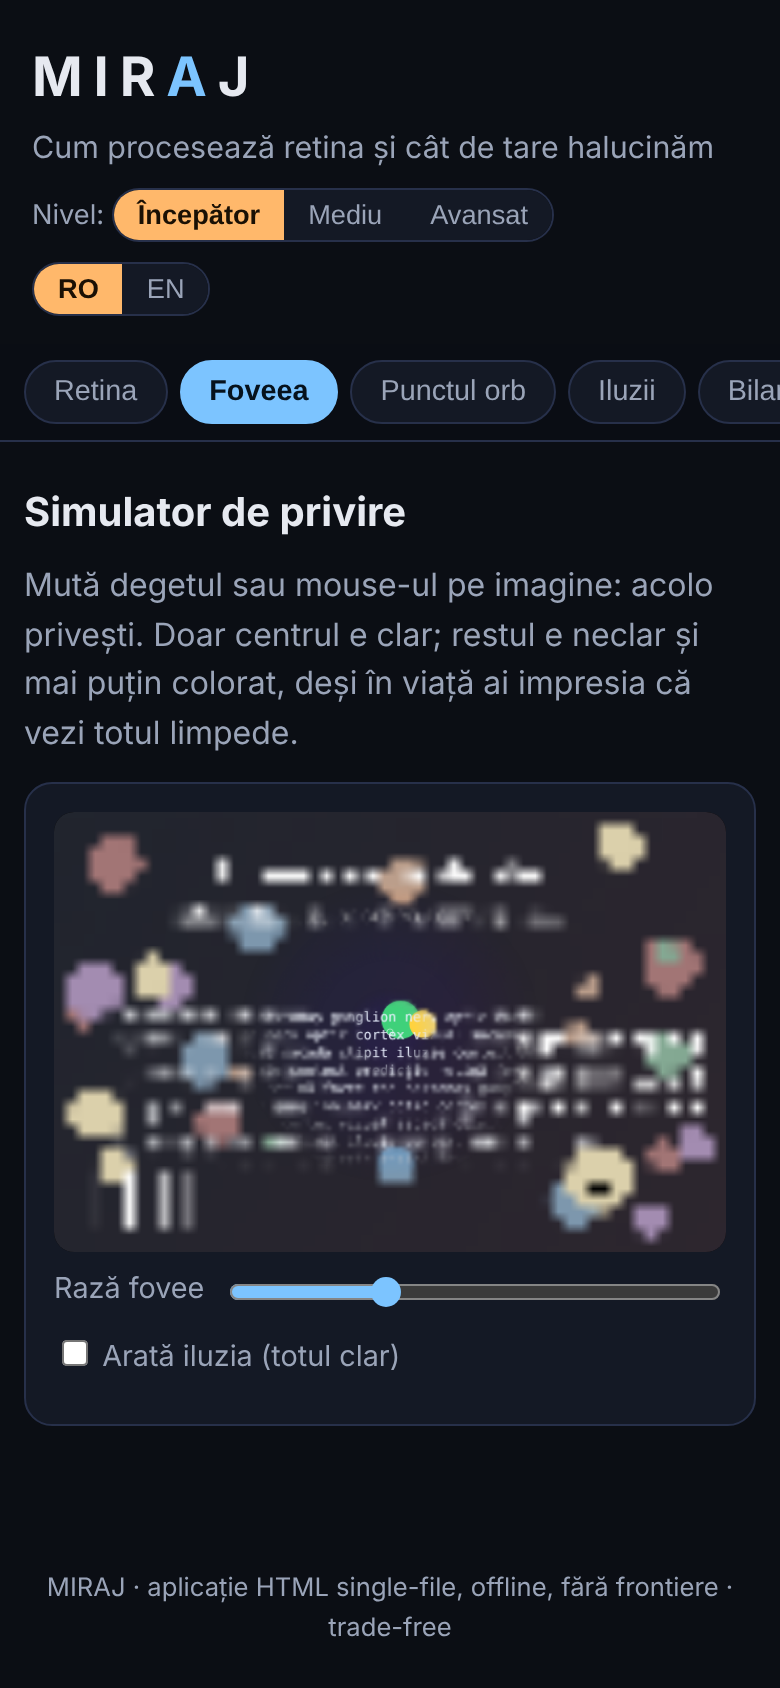 MIRAJ
Cum procesează retina și cât de tare halucinăm
Nivel: Începător Mediu Avansat
RO EN
Retina Foveea Punctul orb Iluzii Bilan
Simulator de privire
Mută degetul sau mouse-ul pe imagine: acolo
privești. Doar centrul e clar; restul e neclar și
mai puțin colorat, deși în viață ai impresia că
vezi totul limpede.
ganglion
optic cortex
clipit
Rază fovee
Arată iluzia (totul clar)
MIRAJ · aplicație HTML single-file, offline, fără frontiere ·
trade-free